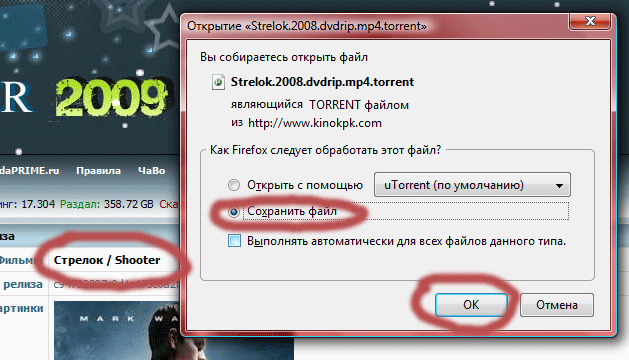 Открытие «Strelok.2008.dvdrip.mp4.torrent»
Вы собираетесь открыть файл
Strelok.2008.dvdrip.mp4.torrent
являющийся TORRENT файлом
из http://www.kinokpk.com
Как Firefox следует обработать этот файл?
Открыть с помощью uTorrent (по умолчанию)
Сохранить файл
Выполнять автоматически для всех файлов данного типа.
OK Отмена
R 2009
daPRIME.ru Правила ЧаВо
инг: 17.304 Раздал: 358.72 GB Ска
за
Фильм Стрелок / Shooter
релиза
артинки
MARK WA